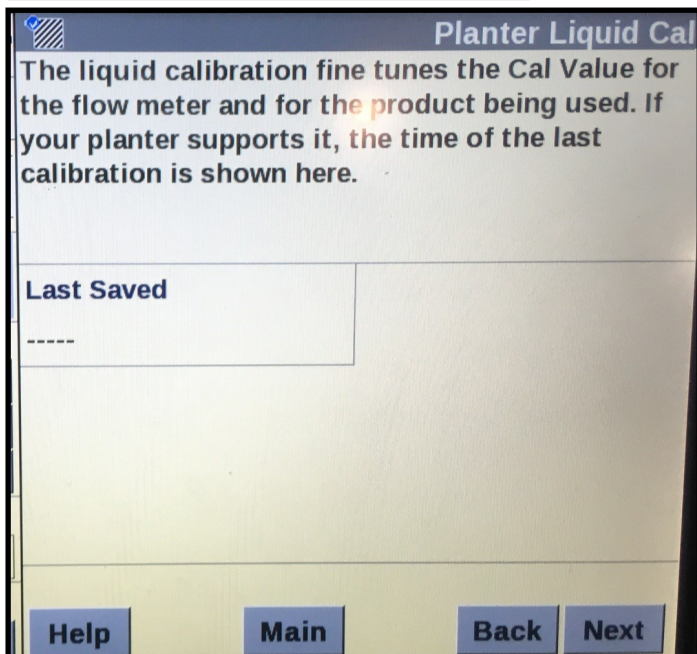 Planter Liquid Cal
The liquid calibration fine tunes the Cal Value for
the flow meter and for the product being used. If
your planter supports it, the time of the last
calibration is shown here.
Last Saved
-----
Help
Main
Back
Next